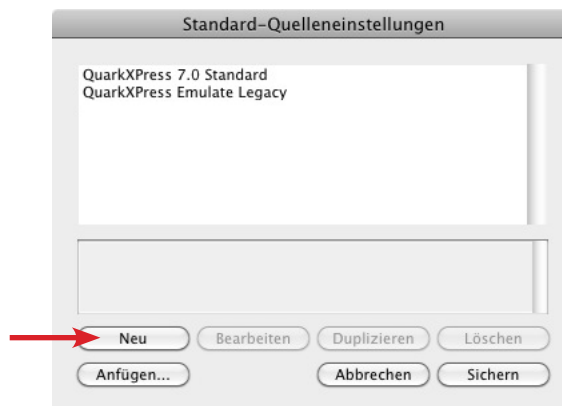 Standard-Quelleneinstellungen
QuarkXPress 7.0 Standard
QuarkXPress Emulate Legacy
Neu Bearbeiten Duplizieren Löschen
Anfügen... Abbrechen Sichern